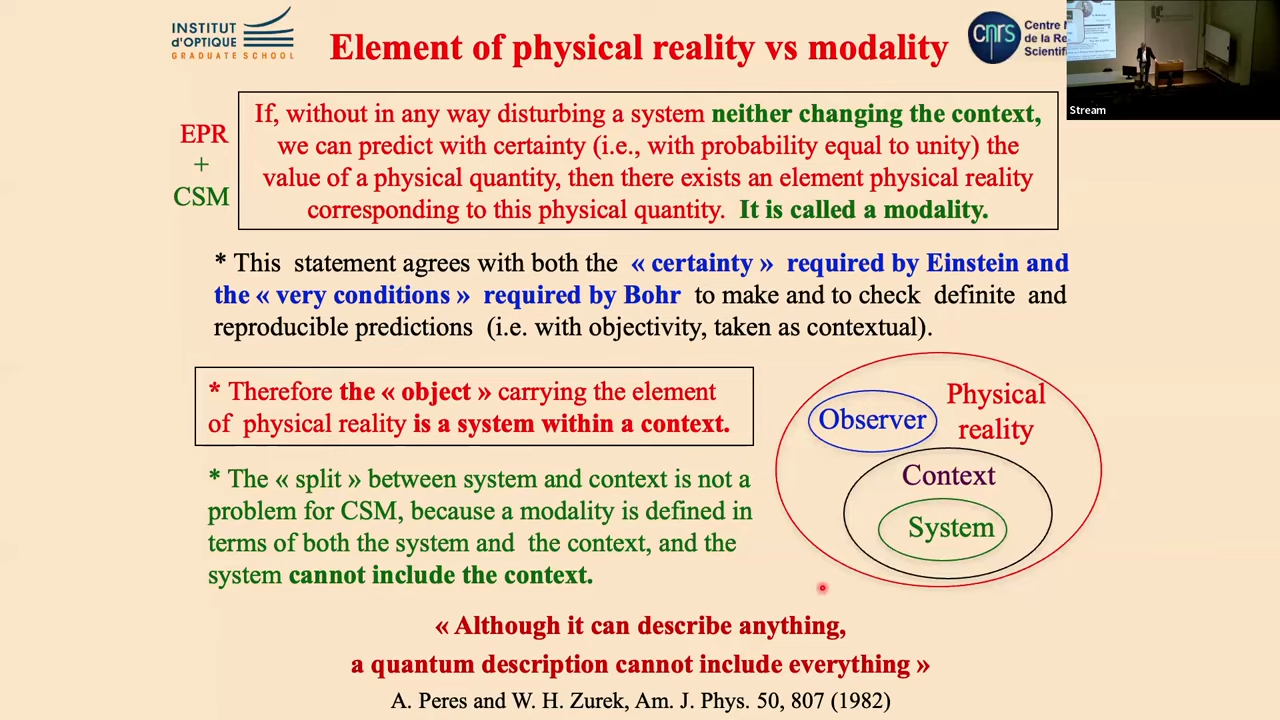 INSTITUT
d'OPTIQUE
GRADUATE SCHOOL
Element of physical reality vs modality
cnrs
Centre
de la Re
Scientif
Stream
EPR
+
CSM
If, without in any way disturbing a system neither changing the context,
we can predict with certainty (i.e., with probability equal to unity) the
value of a physical quantity, then there exists an element physical reality
corresponding to this physical quantity. It is called a modality.
* This statement agrees with both the « certainty » required by Einstein and
the « very conditions » required by Bohr to make and to check definite and
reproducible predictions (i.e. with objectivity, taken as contextual).
* Therefore the « object » carrying the element
of physical reality is a system within a context.
* The « split » between system and context is not a
problem for CSM, because a modality is defined in
terms of both the system and the context, and the
system cannot include the context.
Physical
reality
Observer
Context
System
« Although it can describe anything,
a quantum description cannot include everything »
A. Peres and W. H. Zurek, Am. J. Phys. 50, 807 (1982)